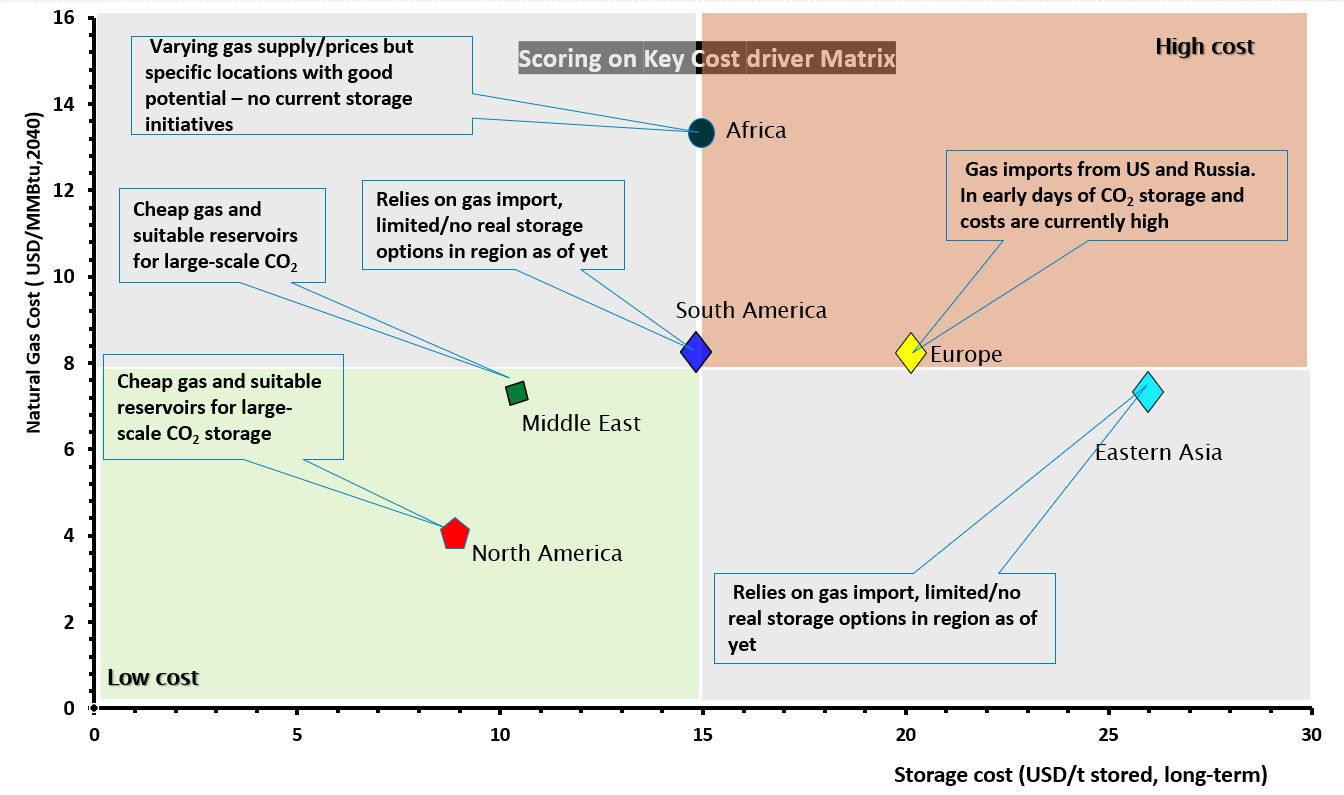 Scoring on Key Cost driver Matrix
High cost
Varying gas supply/prices but
specific locations with good
potential – no current storage
initiatives
Africa
Gas imports from US and Russia.
In early days of CO₂ storage and
costs are currently high
Cheap gas and
suitable reservoirs
for large-scale CO₂
Relies on gas import,
limited/no real storage
options in region as of yet
South America
Europe
Cheap gas and suitable
reservoirs for large-
scale CO₂ storage
Middle East
Eastern Asia
North America
Relies on gas import, limited/no
real storage options in region as of
yet
Low cost
Natural Gas Cost ( USD/MMBtu,2040)
16
14
12
10
8
6
4
2
0
0 5 10 15 20 25 30
Storage cost (USD/t stored, long-term)